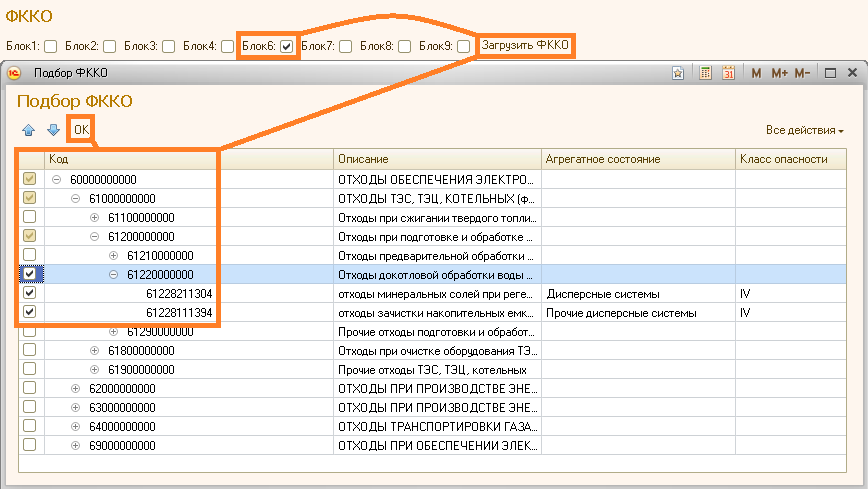 ФККО
Блок1: Блок2: Блок3: Блок4: Блок6: Блок7: Блок8: Блок9: Загрузить ФККО
1С Подбор ФККО 31 M M+ M-
Подбор ФККО
ОК Все действия
Код Описание Агрегатное состояние Класс опасности
60000000000 ОТХОДЫ ОБЕСПЕЧЕНИЯ ЭЛЕКТРО...
61000000000 ОТХОДЫ ТЭС, ТЭЦ, КОТЕЛЬНЫХ (ф...
61100000000 Отходы при сжигании твердого топли...
61200000000 Отходы при подготовке и обработке ...
61210000000 Отходы предварительной обработки ...
61220000000 Отходы докотловой обработки воды ...
61228211304 отходы минеральных солей при реге... Дисперсные системы IV
61228111394 отходы зачистки накопительных емк... Прочие дисперсные системы IV
61290000000 Прочие отходы подготовки и обработ...
61800000000 Отходы при очистке оборудования ТЭ...
61900000000 Прочие отходы ТЭС, ТЭЦ, котельных
62000000000 ОТХОДЫ ПРИ ПРОИЗВОДСТВЕ ЭНЕ...
63000000000 ОТХОДЫ ПРИ ПРОИЗВОДСТВЕ ЭНЕ...
64000000000 ОТХОДЫ ТРАНСПОРТИРОВКИ ГАЗА...
69000000000 ОТХОДЫ ПРИ ОБЕСПЕЧЕНИИ ЭЛЕК...